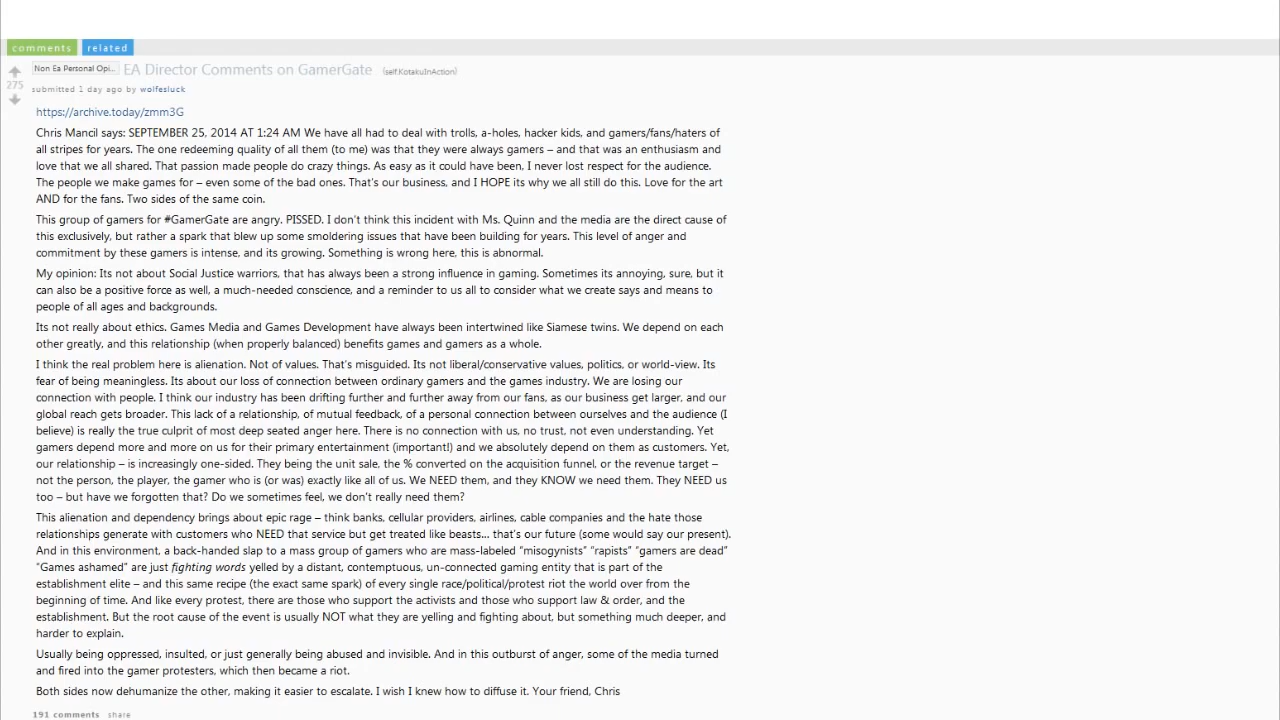 comments related
Non Ea Personal Opi... EA Director Comments on GamerGate (self.KotakuInAction)
275
submitted 1 day ago by wolfesluck
https://archive.today/zmm3G
Chris Mancil says: SEPTEMBER 25, 2014 AT 1:24 AM We have all had to deal with trolls, a-holes, hacker kids, and gamers/fans/haters of
all stripes for years. The one redeeming quality of all them (to me) was that they were always gamers – and that was an enthusiasm and
love that we all shared. That passion made people do crazy things. As easy as it could have been, I never lost respect for the audience.
The people we make games for – even some of the bad ones. That's our business, and I HOPE its why we all still do this. Love for the art
AND for the fans. Two sides of the same coin.
This group of gamers for #GamerGate are angry. PISSED. I don't think this incident with Ms. Quinn and the media are the direct cause of
this exclusively, but rather a spark that blew up some smoldering issues that have been building for years. This level of anger and
commitment by these gamers is intense, and its growing. Something is wrong here, this is abnormal.
My opinion: Its not about Social Justice warriors, that has always been a strong influence in gaming. Sometimes its annoying, sure, but it
can also be a positive force as well, a much-needed conscience, and a reminder to us all to consider what we create says and means to
people of all ages and backgrounds.
Its not really about ethics. Games Media and Games Development have always been intertwined like Siamese twins. We depend on each
other greatly, and this relationship (when properly balanced) benefits games and gamers as a whole.
I think the real problem here is alienation. Not of values. That's misguided. Its not liberal/conservative values, politics, or world-view. Its
fear of being meaningless. Its about our loss of connection between ordinary gamers and the games industry. We are losing our
connection with people. I think our industry has been drifting further and further away from our fans, as our business get larger, and our
global reach gets broader. This lack of a relationship, of mutual feedback, of a personal connection between ourselves and the audience (I
believe) is really the true culprit of most deep seated anger here. There is no connection with us, no trust, not even understanding. Yet
gamers depend more and more on us for their primary entertainment (important!) and we absolutely depend on them as customers. Yet,
our relationship – is increasingly one-sided. They being the unit sale, the % converted on the acquisition funnel, or the revenue target –
not the person, the player, the gamer who is (or was) exactly like all of us. We NEED them, and they KNOW we need them. They NEED us
too – but have we forgotten that? Do we sometimes feel, we don't really need them?
This alienation and dependency brings about epic rage – think banks, cellular providers, airlines, cable companies and the hate those
relationships generate with customers who NEED that service but get treated like beasts... that's our future (some would say our present).
And in this environment, a back-handed slap to a mass group of gamers who are mass-labeled "misogynists" "rapists" "gamers are dead"
"Games ashamed" are just fighting words yelled by a distant, contemptuous, un-connected gaming entity that is part of the
establishment elite – and this same recipe (the exact same spark) of every single race/political/protest riot the world over from the
beginning of time. And like every protest, there are those who support the activists and those who support law & order, and the
establishment. But the root cause of the event is usually NOT what they are yelling and fighting about, but something much deeper, and
harder to explain.
Usually being oppressed, insulted, or just generally being abused and invisible. And in this outburst of anger, some of the media turned
and fired into the gamer protesters, which then became a riot.
Both sides now dehumanize the other, making it easier to escalate. I wish I knew how to diffuse it. Your friend, Chris
191 comments share